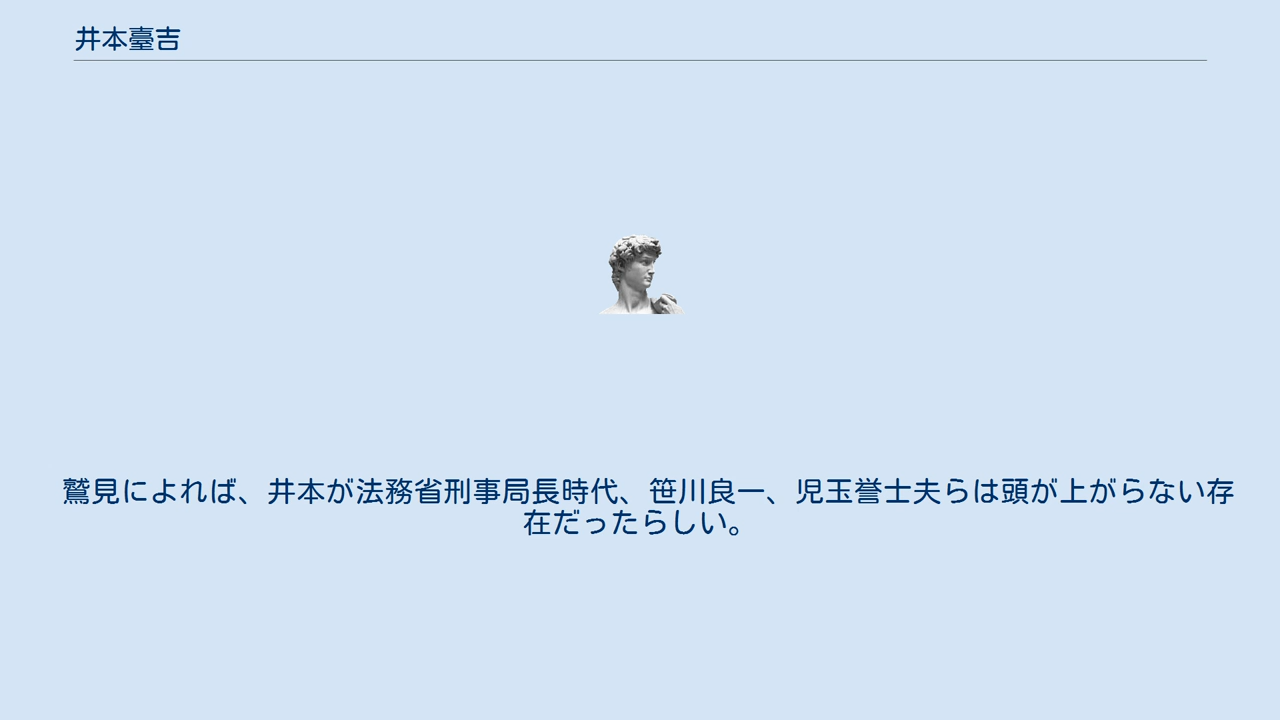 井本臺吉
鷲見によれば、井本が法務省刑事局長時代、笹川良一、児玉誉士夫らは頭が上がらない存
在だったらしい。